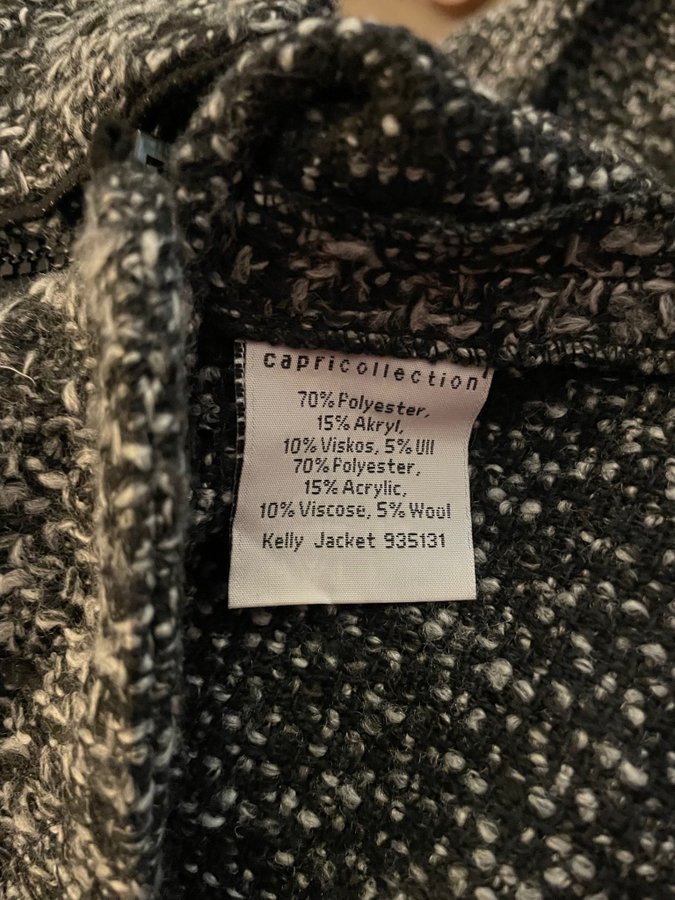 capricollection
70% Polyester,
15% Akryl,
10% Viskos, 5% Ull
70% Polyester,
15% Acrylic,
10% Viscose, 5% Wool
Kelly Jacket 935131